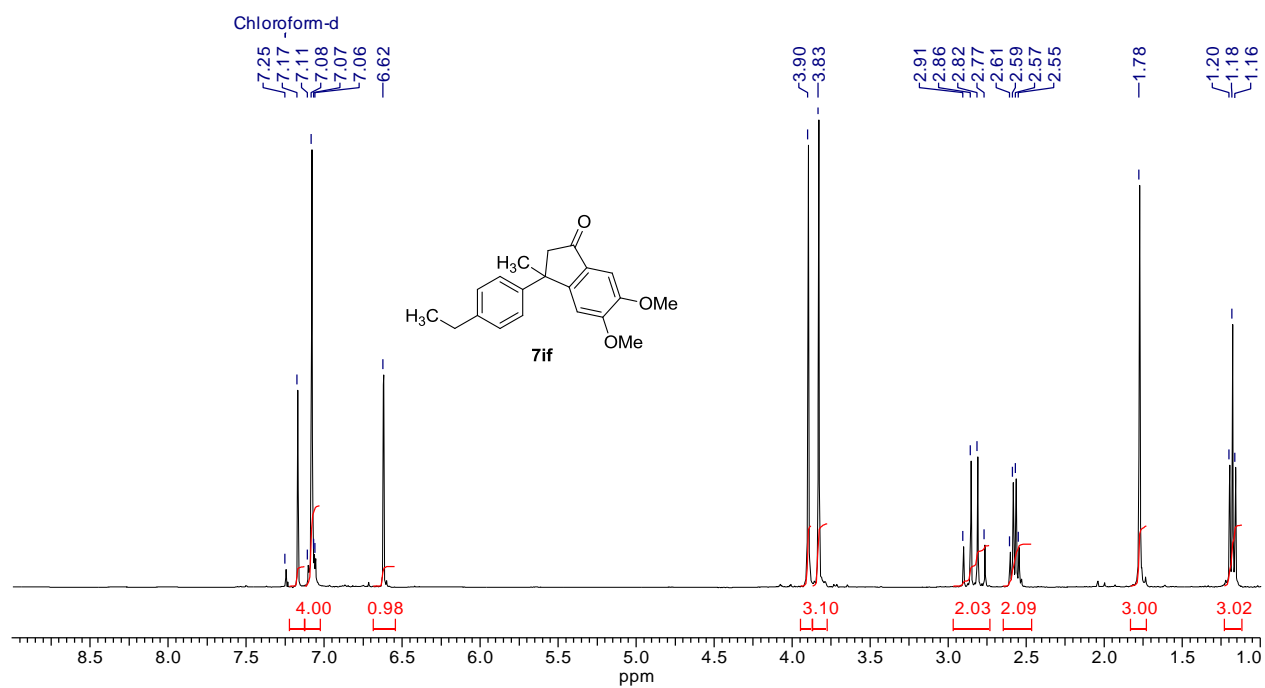 Chloroform-d
7.25 7.17 7.11 7.08 7.07 7.06 6.62 3.90 3.83 2.91 2.86 2.82 2.77 2.61 2.59 2.57 2.55 1.78 1.20 1.18 1.16
O
H3C
OMe
H3C
OMe
7if
4.00 0.98 3.10 2.03 2.09 3.00 3.02
8.5 8.0 7.5 7.0 6.5 6.0 5.5 5.0 4.5 4.0 3.5 3.0 2.5 2.0 1.5 1.0
ppm